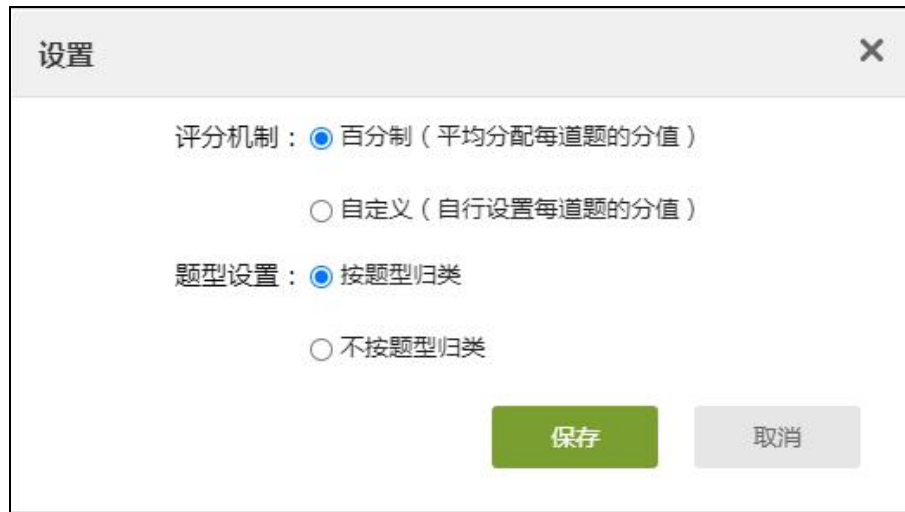 设置
评分机制：百分制（平均分配每道题的分值）
自定义（自行设置每道题的分值）
题型设置：按题型归类
不按题型归类
保存 取消